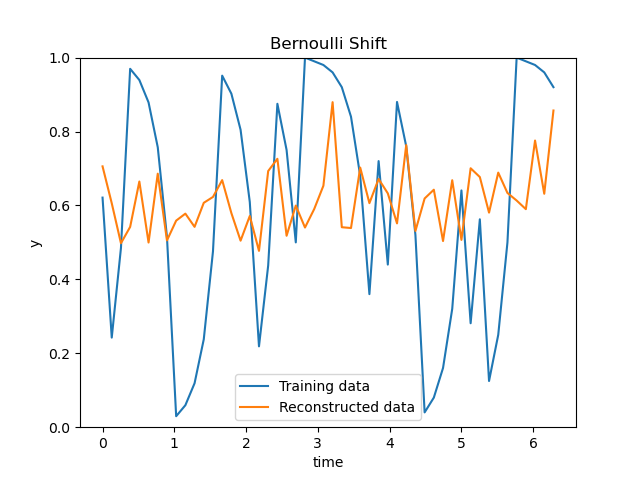 Bernoulli Shift
y
1.0
0.8
0.6
0.4
0.2
0.0
0 1 2 3 4 5 6
time
Training data
Reconstructed data